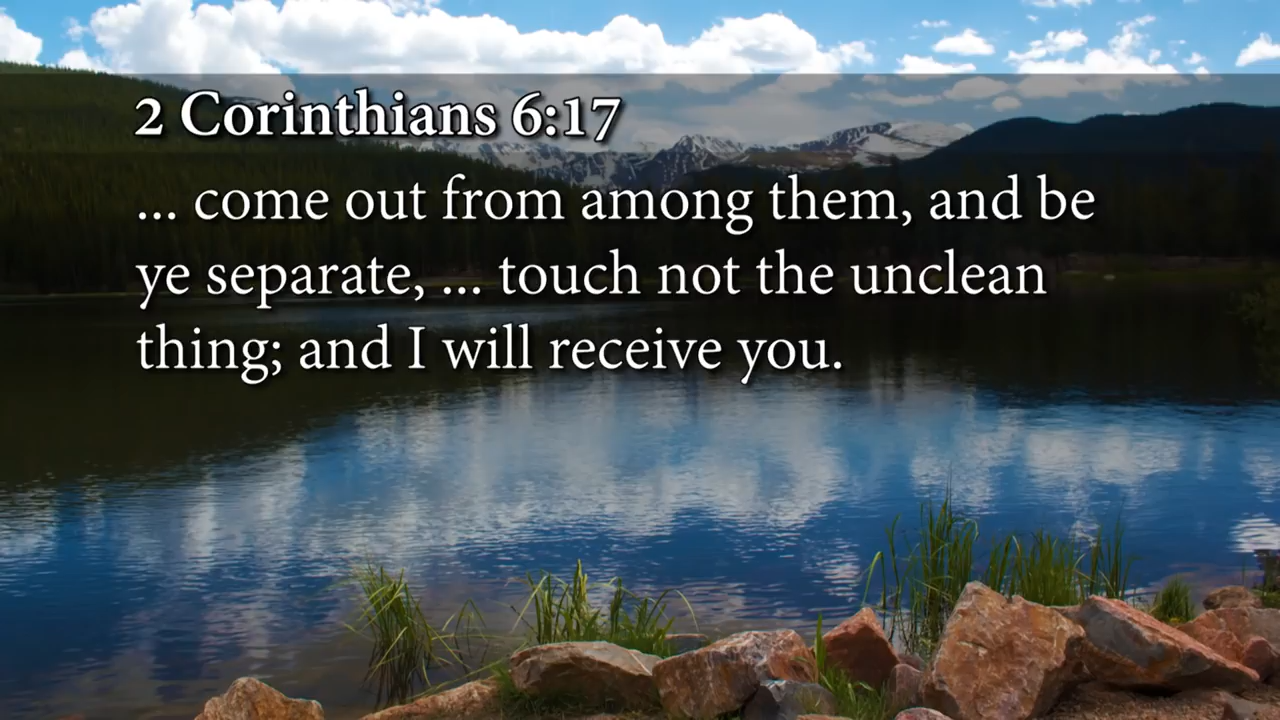 2 Corinthians 6:17
... come out from among them, and be
ye separate, ... touch not the unclean
thing; and I will receive you.